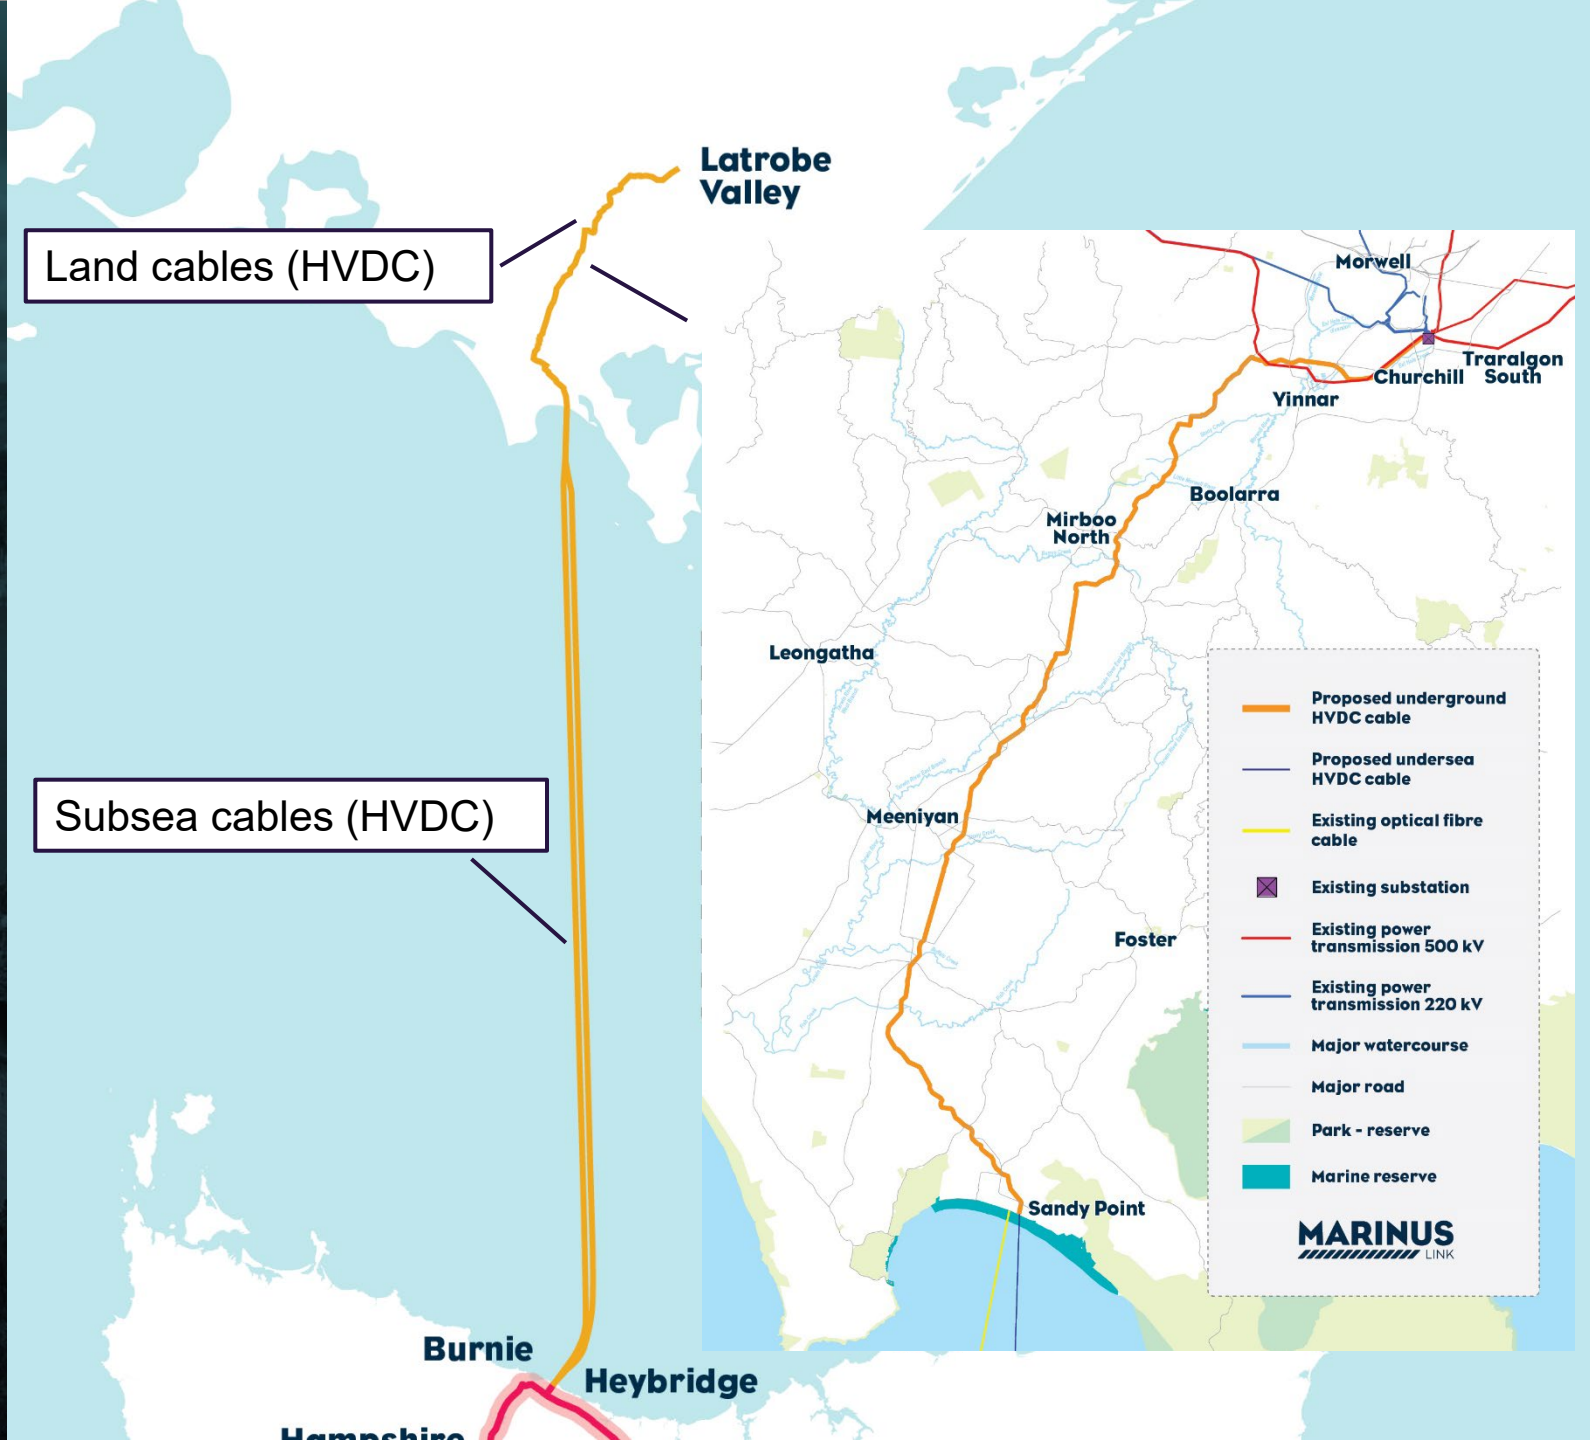 Latrobe
Valley
Land cables (HVDC)
Morwell
Traralgon
South
Churchill
Yinnar
Boolarra
Mirboo
North
Leongatha
Proposed underground
HVDC cable
Proposed undersea
HVDC cable
Subsea cables (HVDC)
Meeniyan
Existing optical fibre
cable
Existing substation
Foster
Existing power
transmission 500 kV
Existing power
transmission 220 kV
Major watercourse
Major road
Park - reserve
Marine reserve
Sandy Point
MARINUS
LINK
Burnie
Heybridge
Hampshire